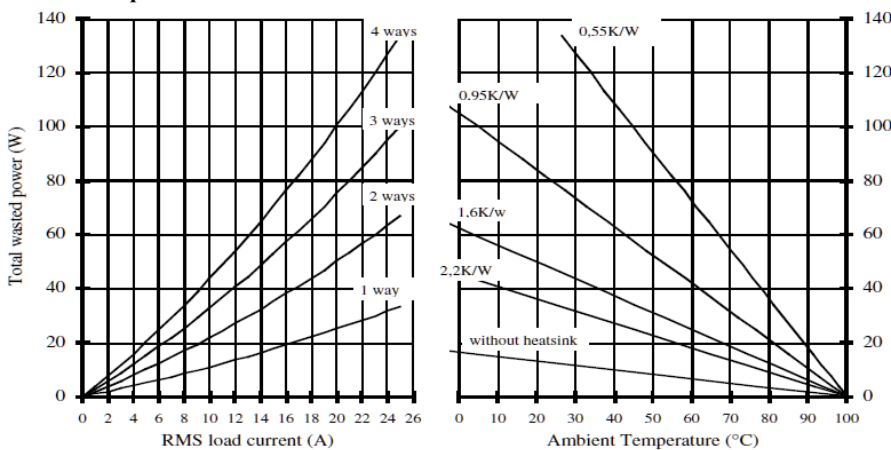 140
120
100
80
60
40
20
0
Total wasted power (W)
4 ways
3 ways
2 ways
1 way
0 2 4 6 8 10 12 14 16 18 20 22 24 26
RMS load current (A)
0,55K/W
0.95K/W
1,6K/w
2,2K/W
without heatsink
0 10 20 30 40 50 60 70 80 90 100
Ambient Temperature (°C)
140
120
100
80
60
40
20
0